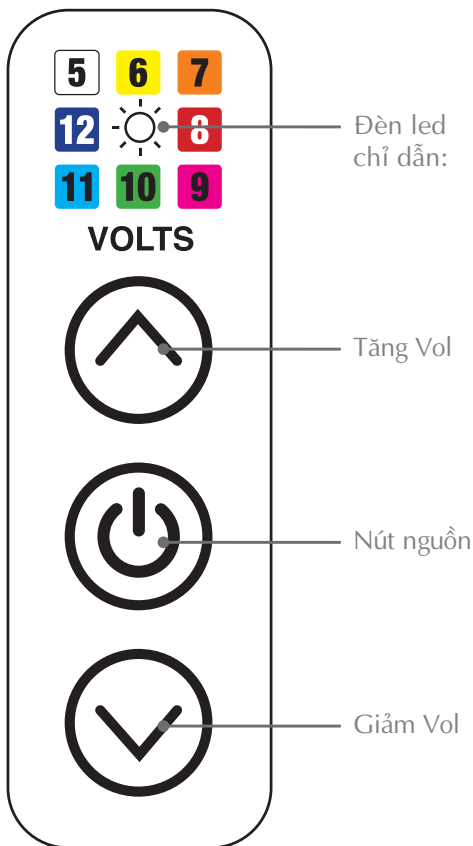 5 6 7
12 8
Đèn led
chỉ dẫn:
11 10 9
VOLTS
Tăng Vol
Nút nguồn
Giảm Vol